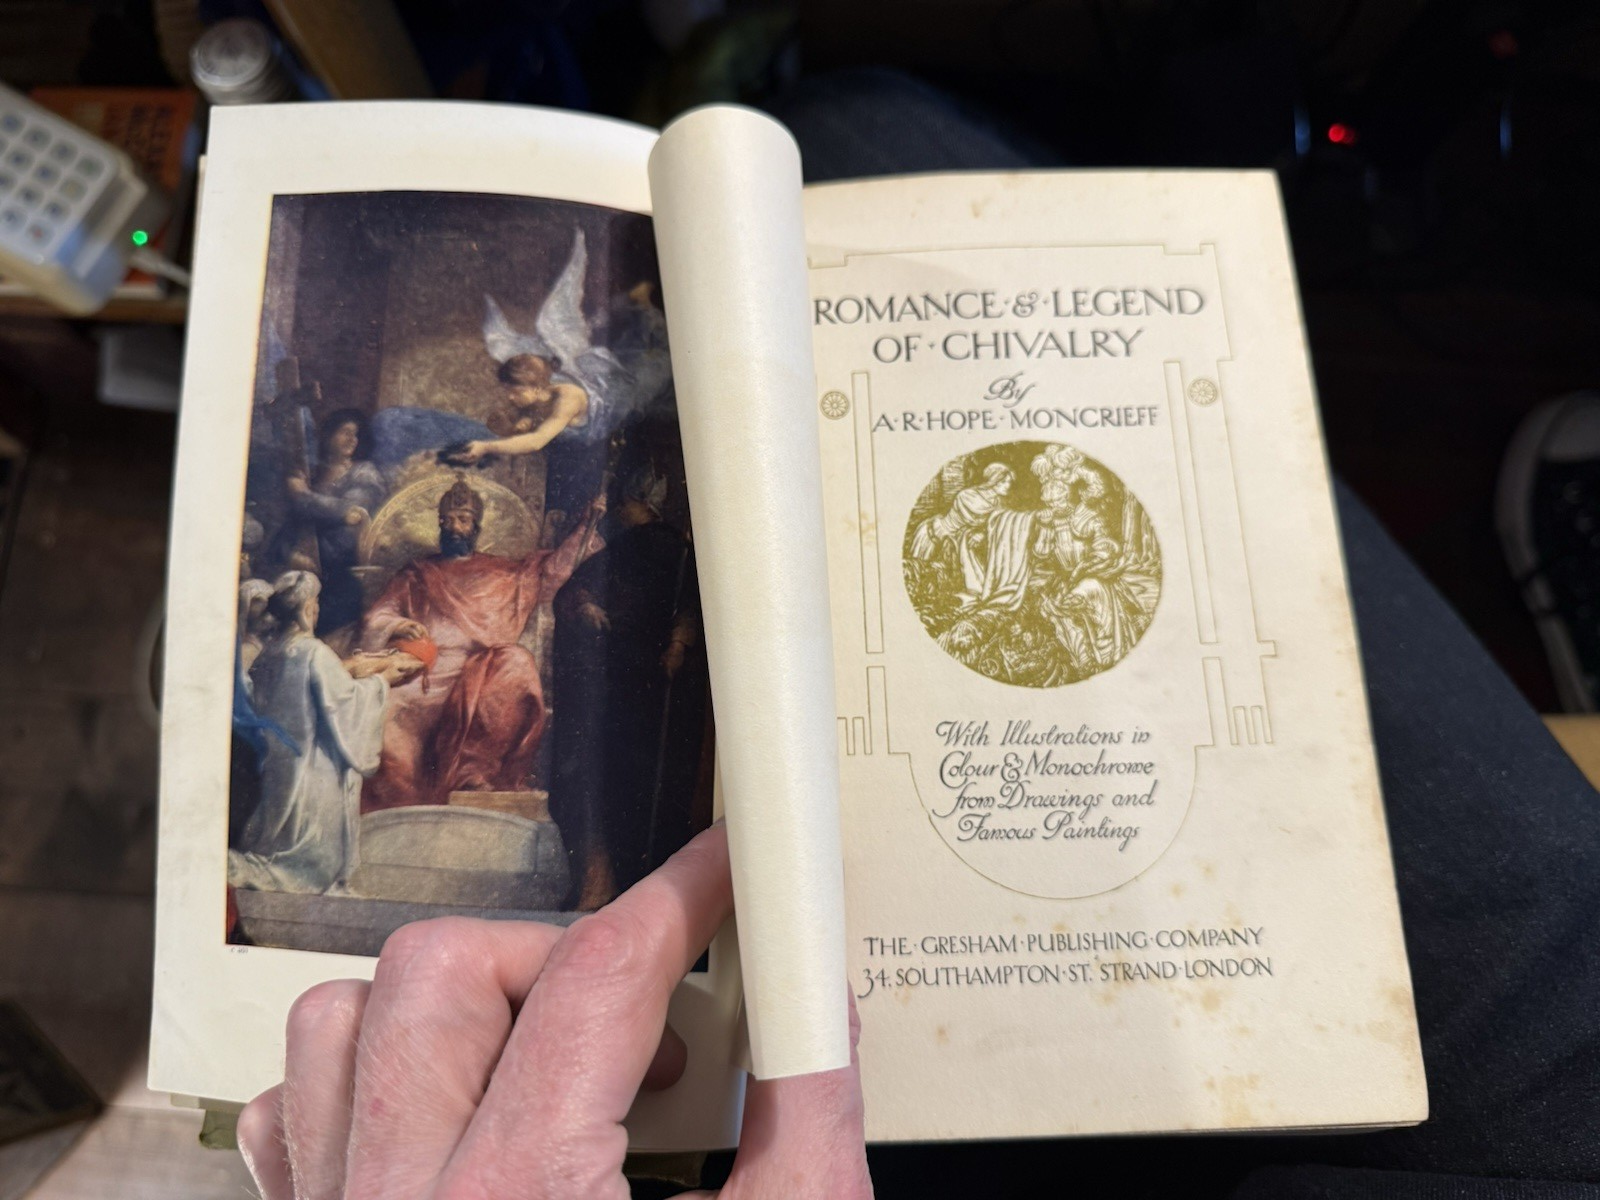 ROMANCE · & · LEGEND
OF · CHIVALRY
By
A · R · HOPE · MONCRIEFF
With Illustrations in
Colour & Monochrome
from Drawings and
Famous Paintings
THE · GRESHAM · PUBLISHING · COMPANY
34, SOUTHAMPTON · ST. STRAND · LONDON